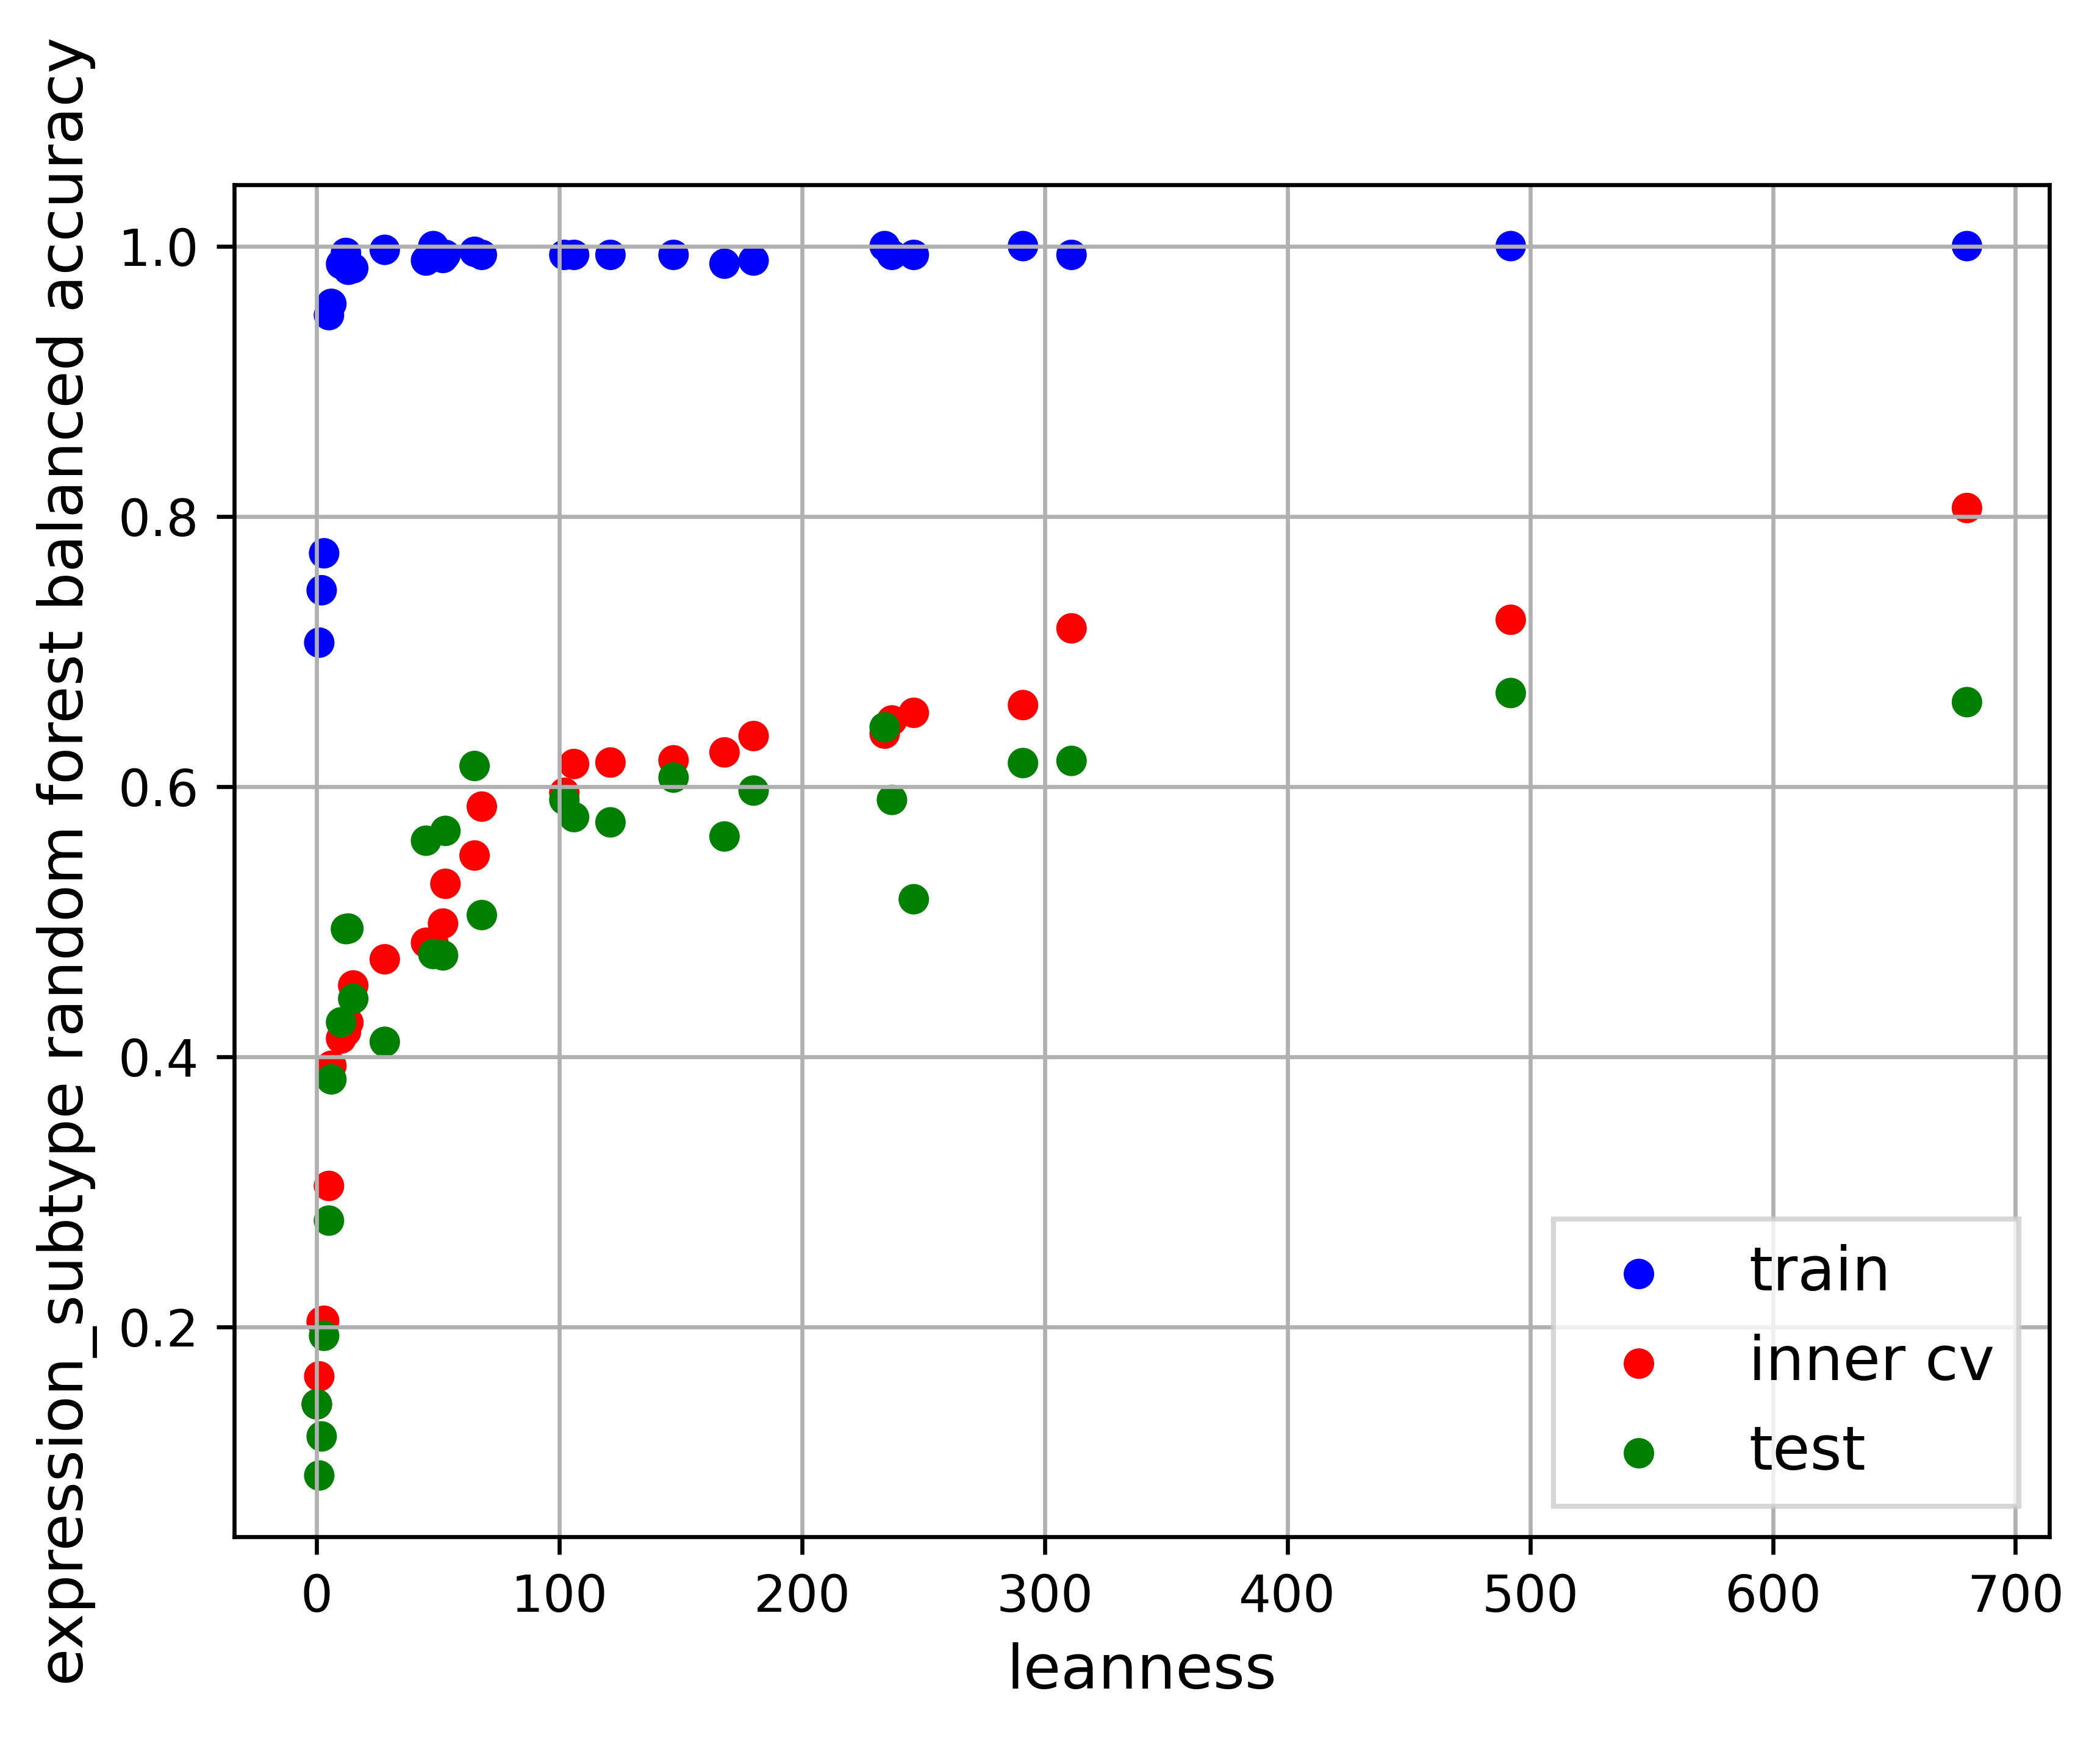 expression_subtype random forest balanced accuracy
1.0
0.8
0.6
0.4
0.2
train
inner cv
test
0 100 200 300 400 500 600 700
leanness